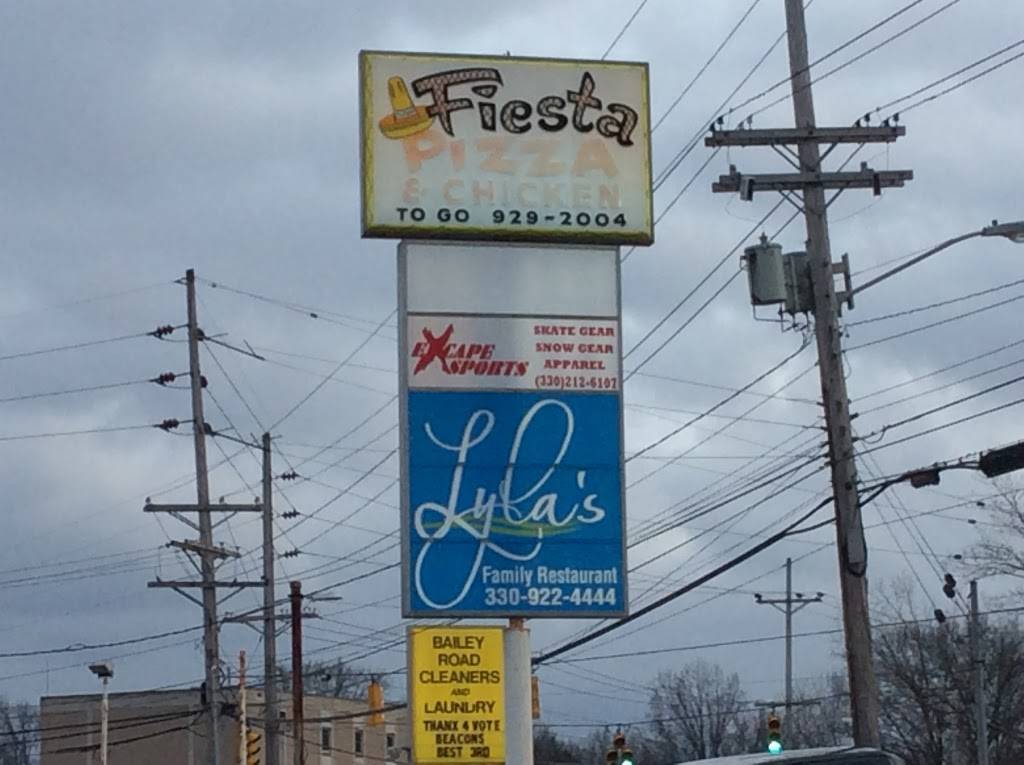 Fiesta
PIZZA
& CHICKEN
TO GO 929-2004
EXCAPE SPORTS
SKATE GEAR
SNOW GEAR
APPAREL
(330)212-6107
Lyla's
Family Restaurant
330-922-4444
BAILEY
ROAD
CLEANERS
AND
LAUNDRY
THANX 4 VOTE
BEACONS
BEST 3RD